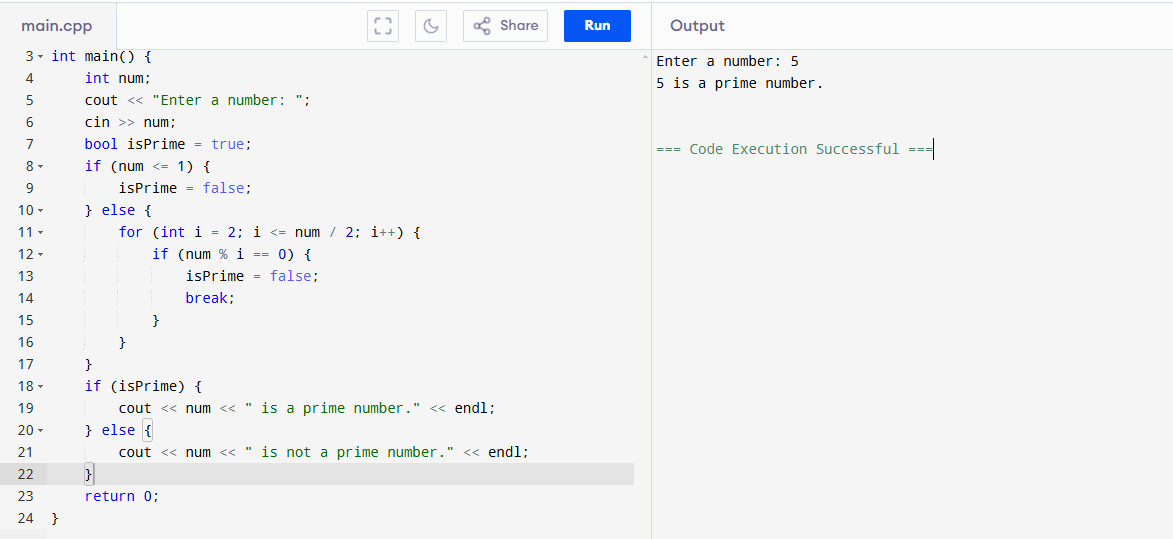 main.cpp
Share
Run
Output
3 int main() {
4 int num;
5 cout << "Enter a number: ";
6 cin >> num;
7 bool isPrime = true;
8 if (num <= 1) {
9 isPrime = false;
10 } else {
11 for (int i = 2; i <= num / 2; i++) {
12 if (num % i == 0) {
13 isPrime = false;
14 break;
15 }
16 }
17 }
18 if (isPrime) {
19 cout << num << " is a prime number." << endl;
20 } else {
21 cout << num << " is not a prime number." << endl;
22 }
23 return 0;
24 }
Enter a number: 5
5 is a prime number.
=== Code Execution Successful ===